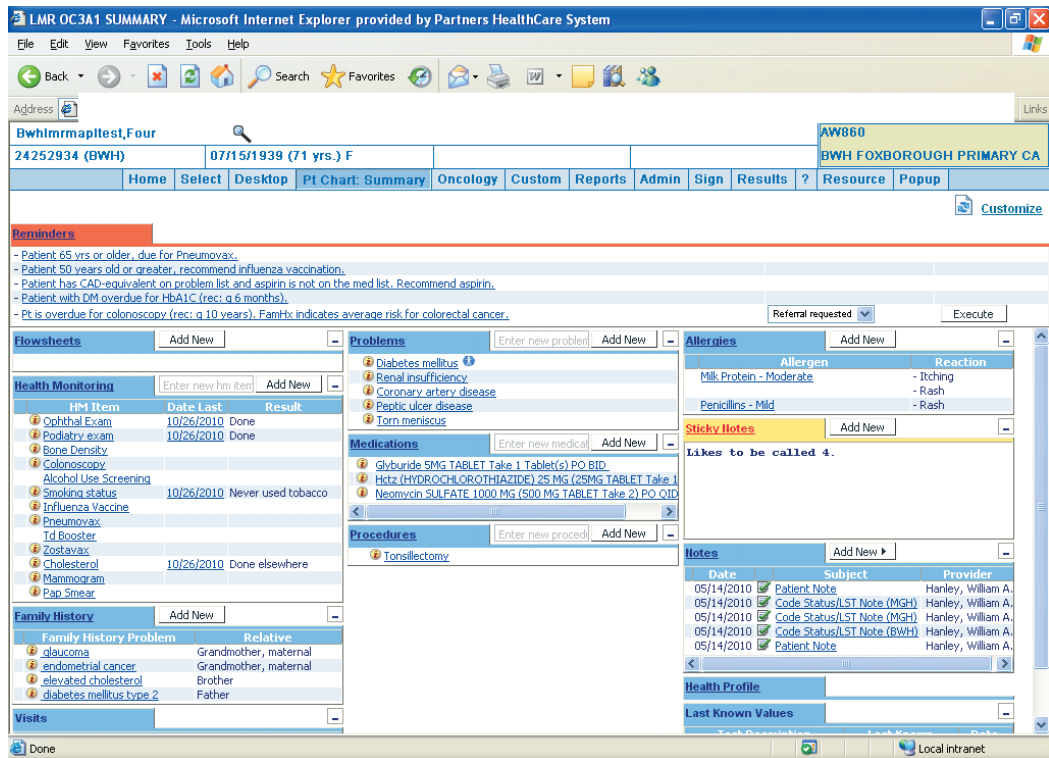 LMR OC3A1 SUMMARY - Microsoft Internet Explorer provided by Partners HealthCare System
File Edit View Favorites Tools Help
Back Search Favorites
Address Links
Bwhlmrmapltest,Four AW860
24252934 (BWH) 07/15/1939 (71 yrs.) F BWH FOXBOROUGH PRIMARY CA
Home Select Desktop Pt Chart: Summary Oncology Custom Reports Admin Sign Results ? Resource Popup
Customize
Reminders
- Patient 65 yrs or older, due for Pneumovax.
- Patient 50 years old or greater, recommend influenza vaccination.
- Patient has CAD-equivalent on problem list and aspirin is not on the med list. Recommend aspirin.
- Patient with DM overdue for HbA1C (rec: q 6 months).
- Pt is overdue for colonoscopy (rec: q 10 years). FamHx indicates average risk for colorectal cancer. Referral requested Execute
Flowsheets Add New
Health Monitoring Enter new hm item Add New
HM Item Date Last Result
Ophthal Exam 10/26/2010 Done
Podiatry exam 10/26/2010 Done
Bone Density
Colonoscopy
Alcohol Use Screening
Smoking status 10/26/2010 Never used tobacco
Influenza Vaccine
Pneumovax
Td Booster
Zostavax
Cholesterol 10/26/2010 Done elsewhere
Mammogram
Pap Smear
Family History Add New
Family History Problem Relative
glaucoma Grandmother, maternal
endometrial cancer Grandmother, maternal
elevated cholesterol Brother
diabetes mellitus type 2 Father
Visits
Problems Enter new problem Add New
Diabetes mellitus
Renal insufficiency
Coronary artery disease
Peptic ulcer disease
Torn meniscus
Medications Enter new medicat Add New
Glyburide 5MG TABLET Take 1 Tablet(s) PO BID
Hctz (HYDROCHLOROTHIAZIDE) 25 MG (25MG TABLET Take 1
Neomycin SULFATE 1000 MG (500 MG TABLET Take 2) PO QID
Procedures Enter new procedu Add New
Tonsillectomy
Allergies Add New
Allergen Reaction
Milk Protein - Moderate - Itching
- Rash
Penicillins - Mild - Rash
Sticky Notes Add New
Likes to be called 4.
Notes Add New
Date Subject Provider
05/14/2010 Patient Note Hanley, William A.
05/14/2010 Code Status/LST Note (MGH) Hanley, William A.
05/14/2010 Code Status/LST Note (MGH) Hanley, William A.
05/14/2010 Code Status/LST Note (BWH) Hanley, William A.
05/14/2010 Patient Note Hanley, William A.
Health Profile
Last Known Values
Test Description Last Known Date
Done Local intranet